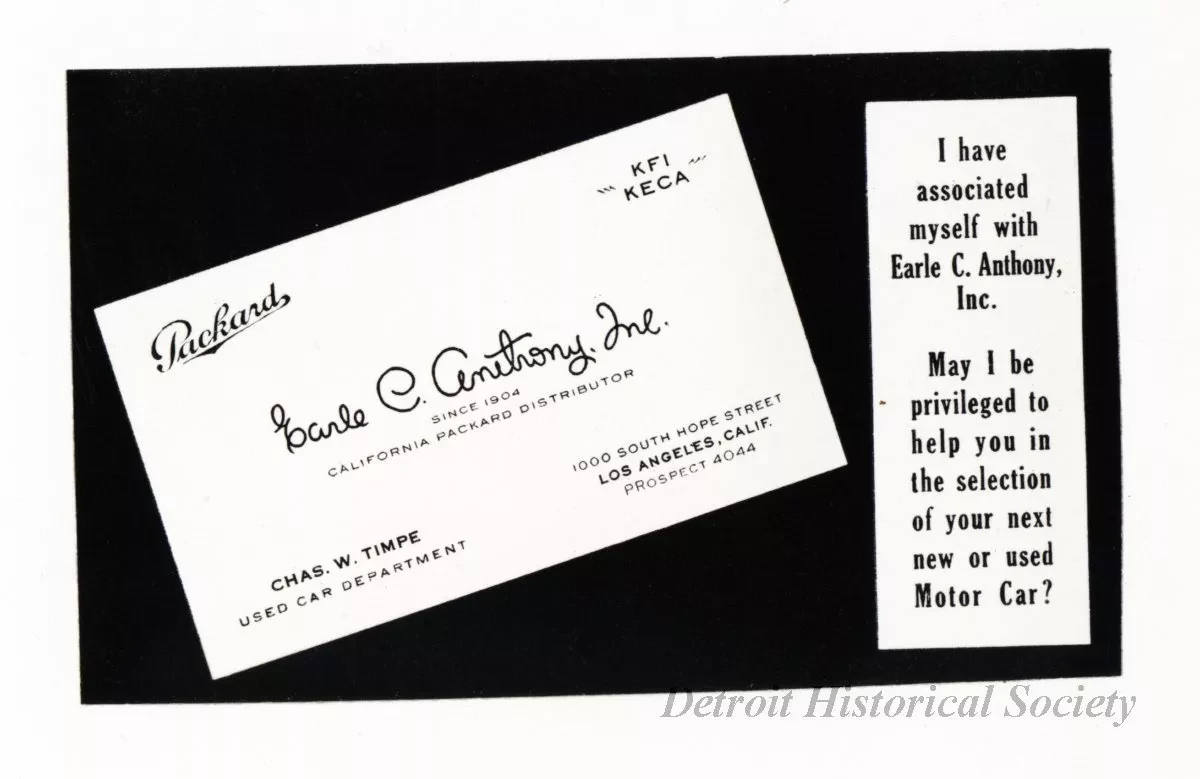 Packard
KFI
KECA
Earle C. Anthony, Inc.
SINCE 1904
CALIFORNIA PACKARD DISTRIBUTOR
1000 SOUTH HOPE STREET
LOS ANGELES, CALIF.
PROSPECT 4044
CHAS. W. TIMPE
USED CAR DEPARTMENT
I have
associated
myself with
Earle C. Anthony,
Inc.
May I be
privileged to
help you in
the selection
of your next
new or used
Motor Car?
Detroit Historical Society